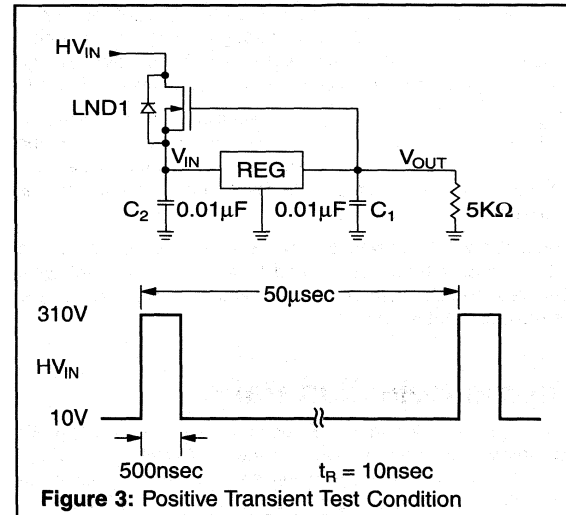 HV_IN
LND1
V_IN
REG
V_OUT
C_2 0.01μF
0.01μF C_1
5KΩ
50μsec
310V
HV_IN
10V
500nsec
t_R = 10nsec
Figure 3: Positive Transient Test Condition